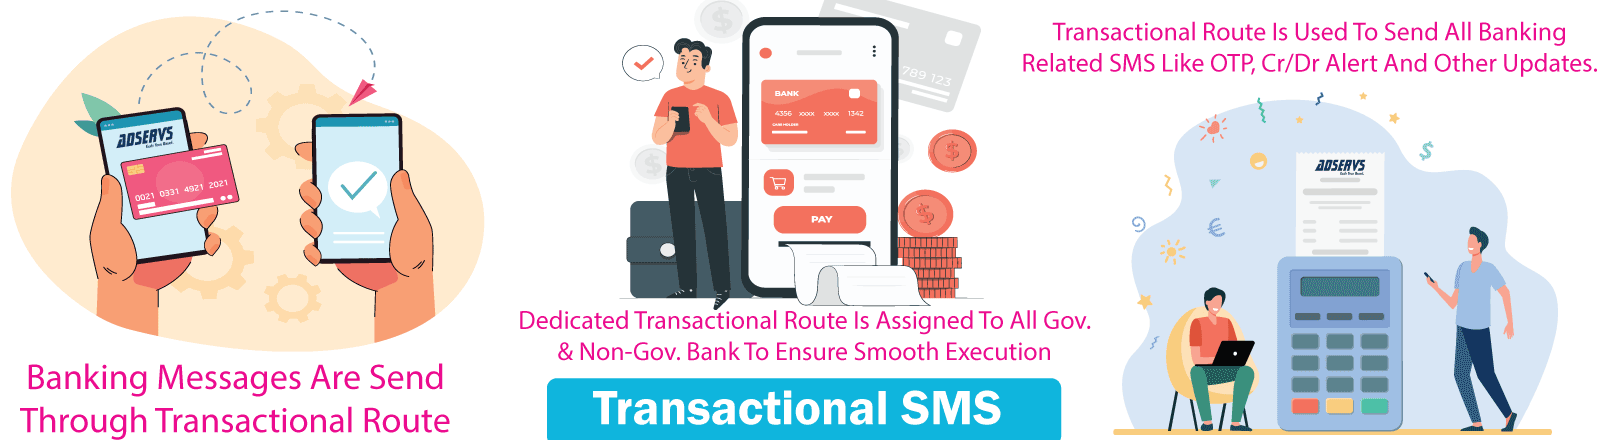 ADSERVS
0021 0331 4921 2021
Banking Messages Are Send
Through Transactional Route
789 123
BANK
4356 xxxx xxxx 1342
CARD HOLDER
PAY
Dedicated Transactional Route Is Assigned To All Gov.
& Non-Gov. Bank To Ensure Smooth Execution
Transactional SMS
Transactional Route Is Used To Send All Banking
Related SMS Like OTP, Cr/Dr Alert And Other Updates.
ADSERVS